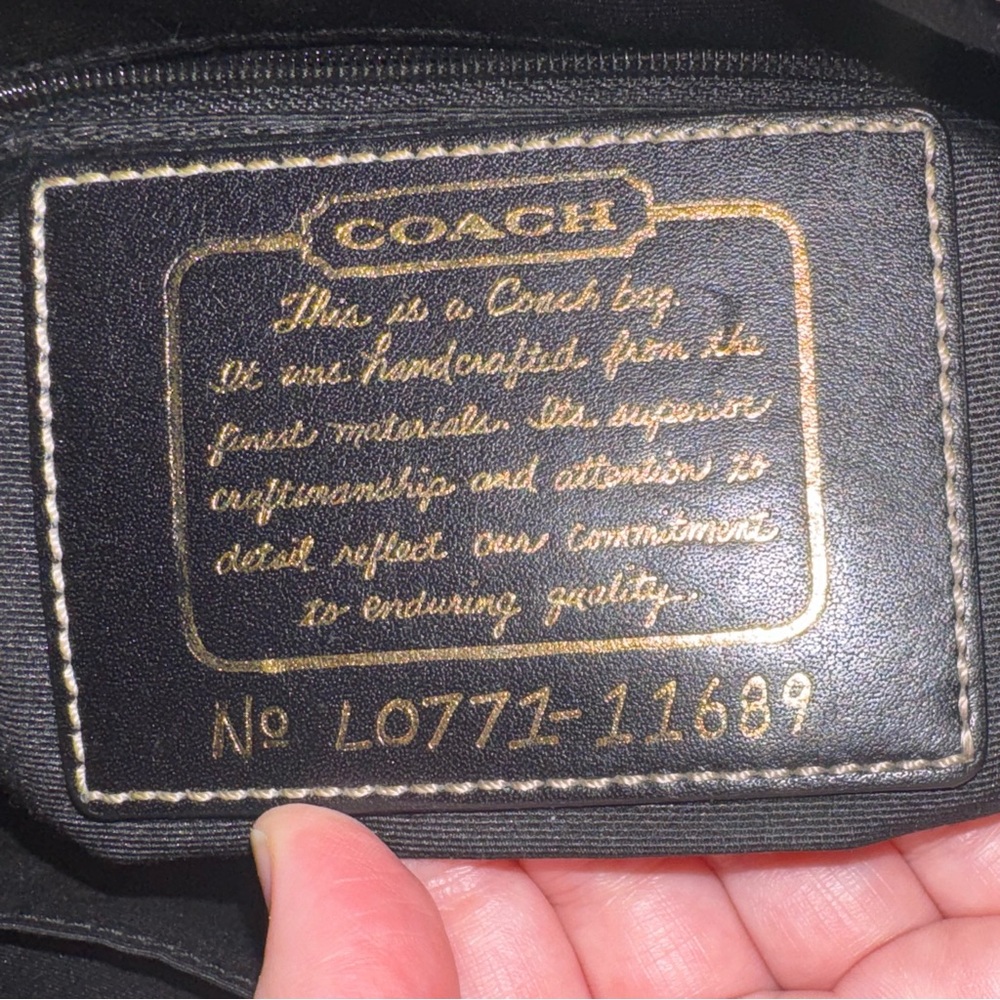 COACH
This is a Coach bag.
It was handcrafted from the
finest materials. Its superior
craftsmanship and attention to
detail reflect our commitment
to enduring quality.
Nº L0771-11689